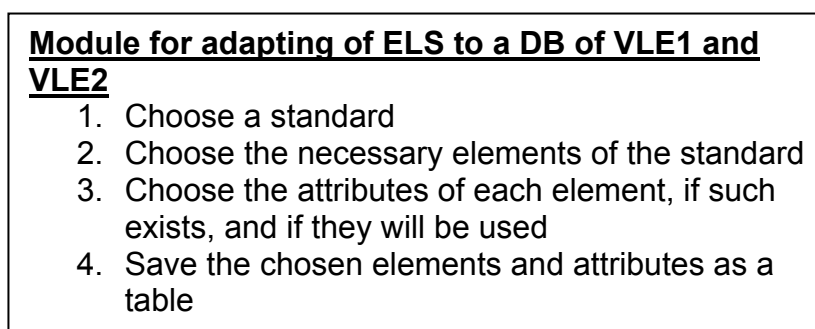 Module for adapting of ELS to a DB of VLE1 and
VLE2
1. Choose a standard
2. Choose the necessary elements of the standard
3. Choose the attributes of each element, if such
exists, and if they will be used
4. Save the chosen elements and attributes as a
table